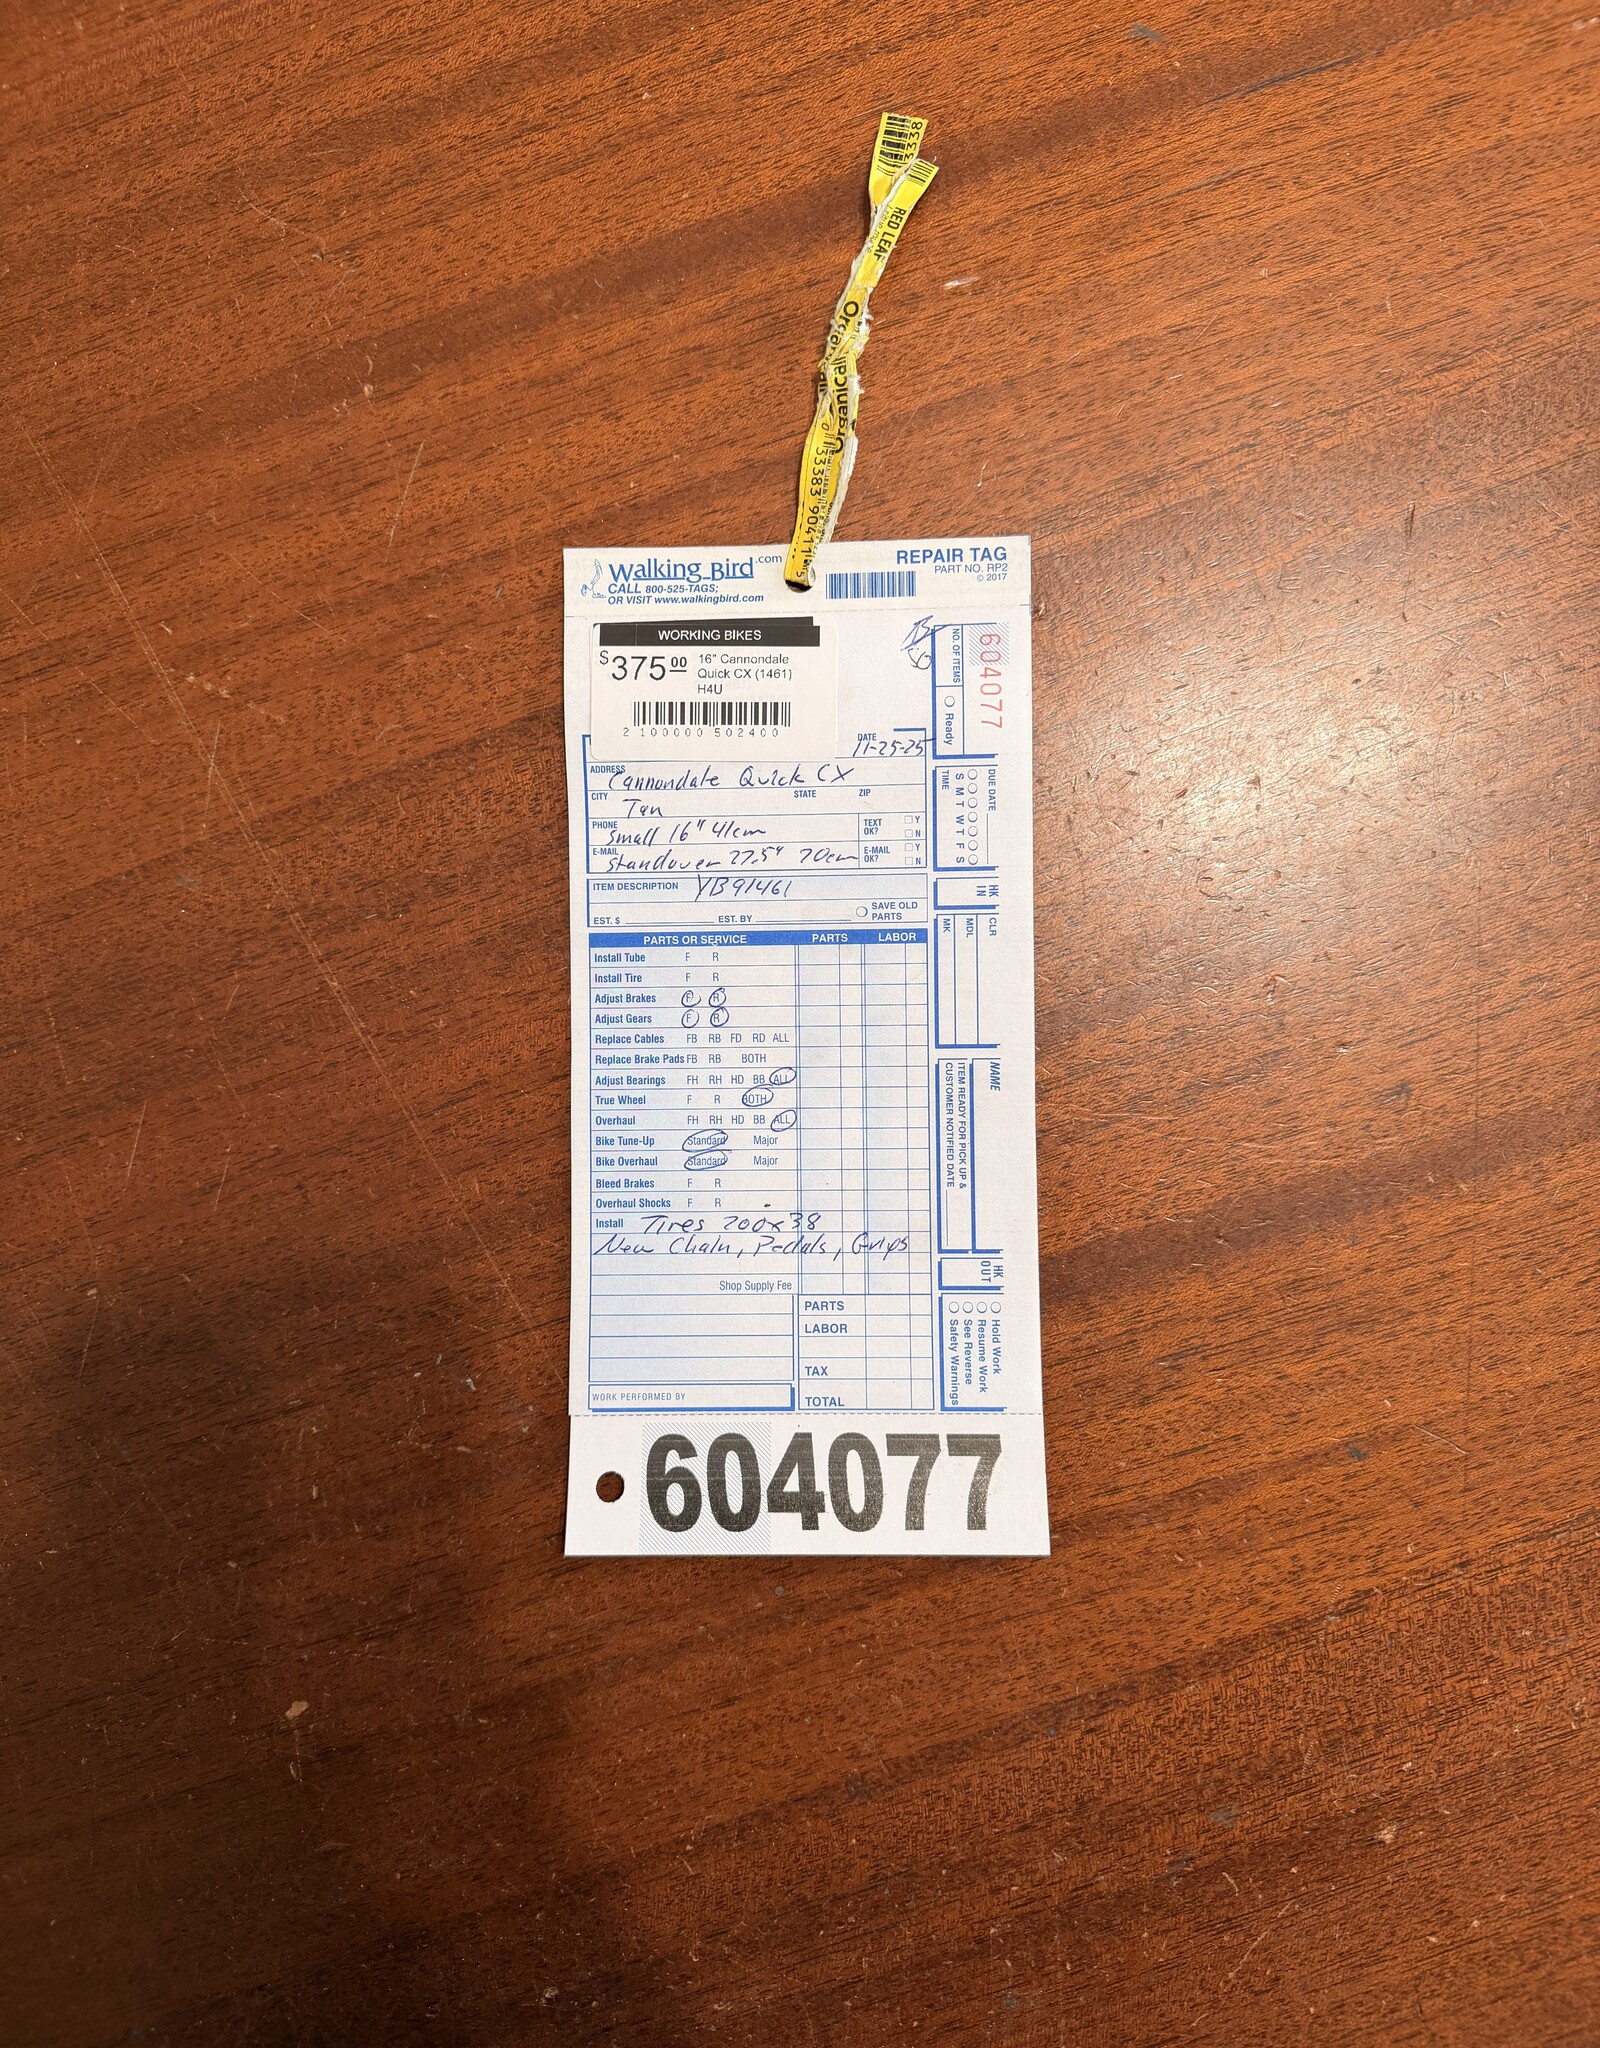 3338
RED LEAF
Organical
Organical
33383 90411
Walking Bird.com
CALL 800-525-TAGS;
OR VISIT www.walkingbird.com
REPAIR TAG
PART NO. RP2
© 2017
WORKING BIKES
$375.00 16" Cannondale
Quick CX (1461)
H4U
2 100000 502400
DATE
11-25-25
ADDRESS Cannondale Quick CX
CITY Tan STATE ZIP
PHONE Small 16" 41cm TEXT OK? Y N
E-MAIL standover 27.5" 70cm E-MAIL OK? Y N
ITEM DESCRIPTION YB91461
EST. $ EST. BY SAVE OLD PARTS
PARTS OR SERVICE PARTS LABOR
Install Tube F R
Install Tire F R
Adjust Brakes F R
Adjust Gears F R
Replace Cables FB RB FD RD ALL
Replace Brake Pads FB RB BOTH
Adjust Bearings FH RH HD BB ALL
True Wheel F R BOTH
Overhaul FH RH HD BB ALL
Bike Tune-Up Standard Major
Bike Overhaul Standard Major
Bleed Brakes F R
Overhaul Shocks F R
Install Tires 700x38
New Chain, Pedals, Grips
Shop Supply Fee
PARTS
LABOR
TAX
WORK PERFORMED BY
TOTAL
604077
NO. OF ITEMS
Ready
DUE DATE
S M T W T F S
TIME
HK IN
CLR
MDL
MK
NAME
ITEM READY FOR PICK UP &
CUSTOMER NOTIFIED DATE
HK OUT
Hold Work
Resume Work
See Reverse
Safety Warnings
604077